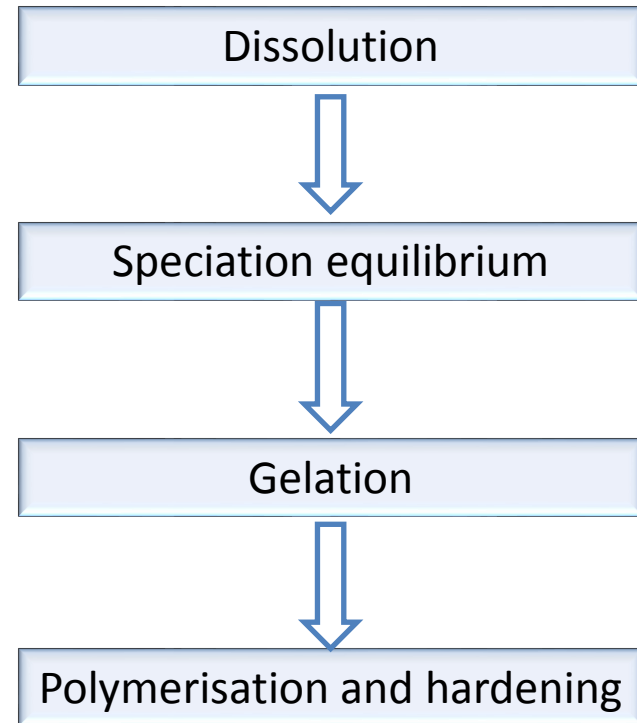 Dissolution
Speciation equilibrium
Gelation
Polymerisation and hardening